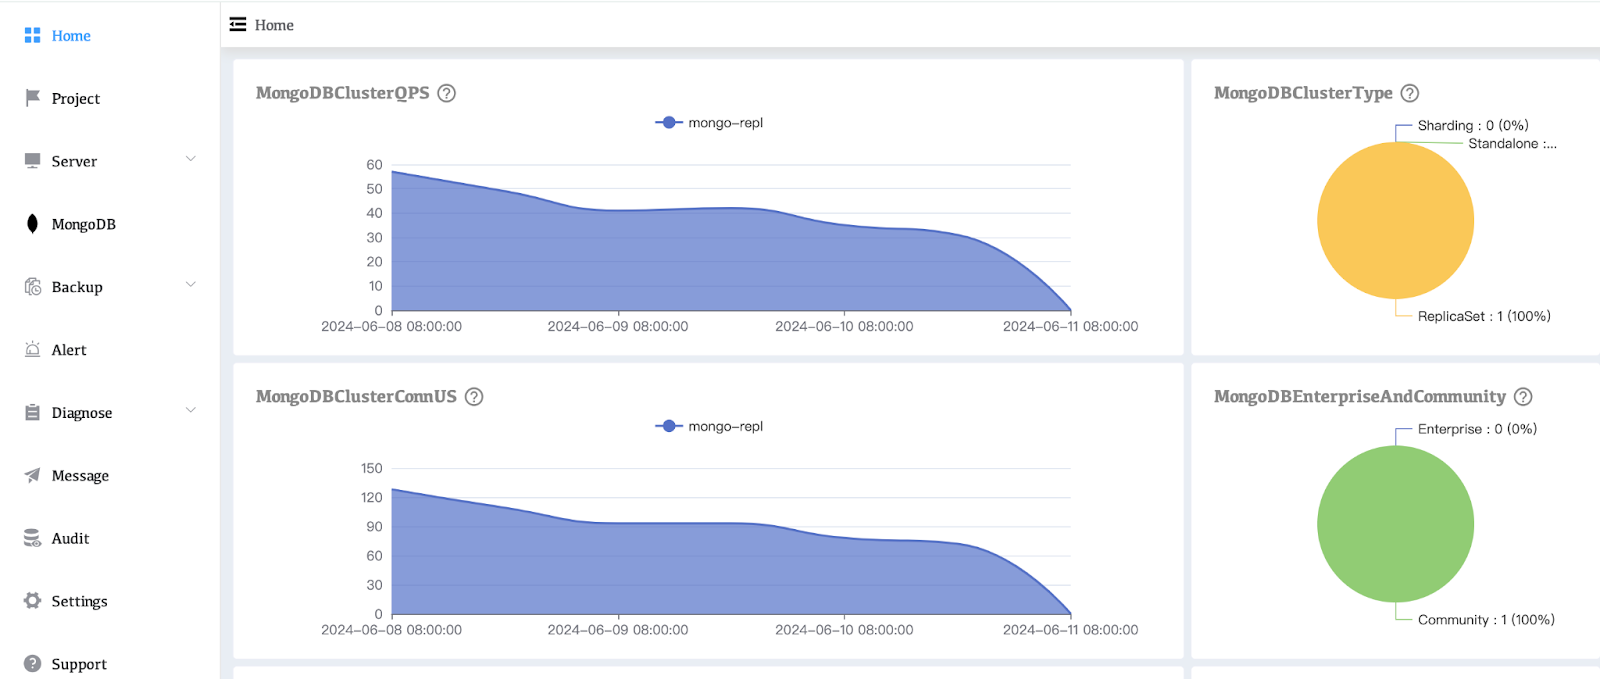 Home
Project
Server
MongoDB
Backup
Alert
Diagnose
Message
Audit
Settings
Support
Home
MongoDBClusterQPS ?
mongo-repl
60
50
40
30
20
10
0
2024-06-08 08:00:00 2024-06-09 08:00:00 2024-06-10 08:00:00 2024-06-11 08:00:00
MongoDBClusterType ?
Sharding : 0 (0%)
Standalone :...
ReplicaSet : 1 (100%)
MongoDBClusterConnUS ?
mongo-repl
150
120
90
60
30
0
2024-06-08 08:00:00 2024-06-09 08:00:00 2024-06-10 08:00:00 2024-06-11 08:00:00
MongoDBEnterpriseAndCommunity ?
Enterprise : 0 (0%)
Community : 1 (100%)